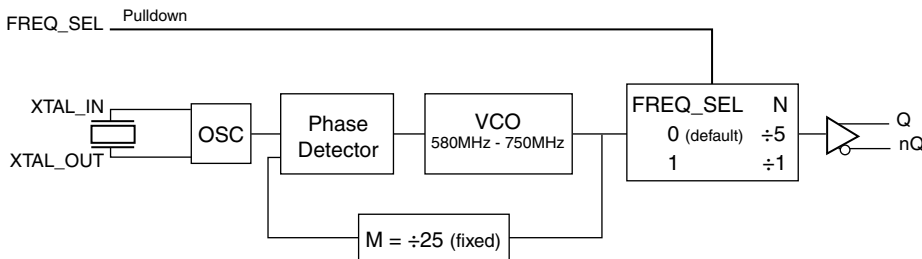 FREQ_SEL Pulldown
XTAL_IN
XTAL_OUT
OSC
Phase
Detector
VCO
580MHz - 750MHz
FREQ_SEL N
0 (default) ÷5
1 ÷1
Q
nQ
M = ÷25 (fixed)